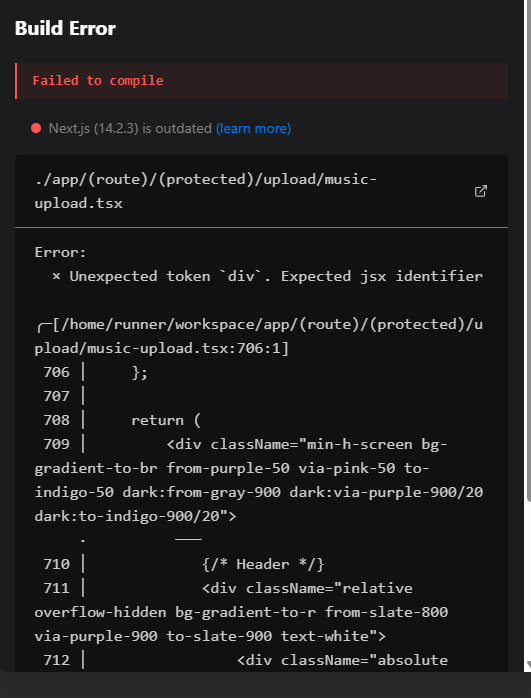 Build Error
Failed to compile
Next.js (14.2.3) is outdated (learn more)
./app/(route)/(protected)/upload/music-
upload.tsx
Error:
× Unexpected token `div`. Expected jsx identifier
╭─[/home/runner/workspace/app/(route)/(protected)/u
pload/music-upload.tsx:706:1]
706 │     };
707 │
708 │     return (
709 │         <div className="min-h-screen bg-
gradient-to-br from-purple-50 via-pink-50 to-
indigo-50 dark:from-gray-900 dark:via-purple-900/20
dark:to-indigo-900/20">
·          ───
710 │             {/* Header */}
711 │             <div className="relative
overflow-hidden bg-gradient-to-r from-slate-800
via-purple-900 to-slate-900 text-white">
712 │                 <div className="absolute